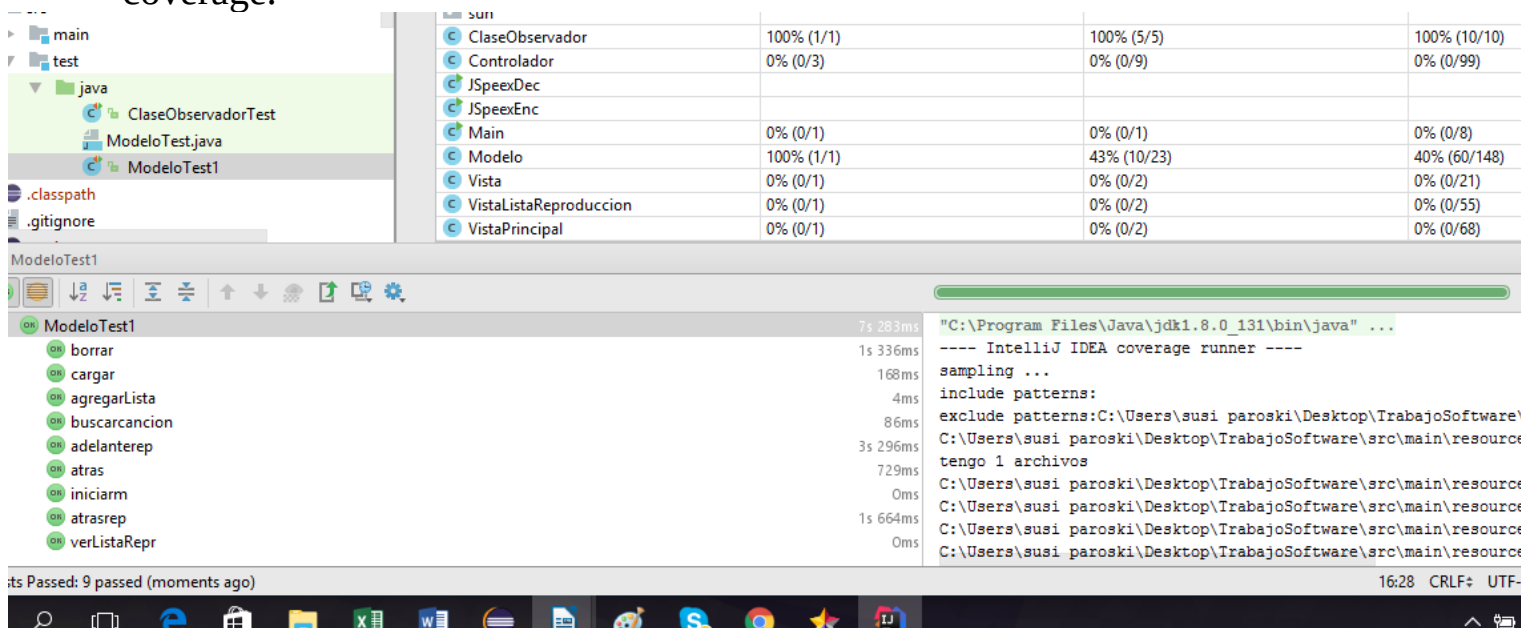 coverage.
sun
main
ClaseObservador 100% (1/1) 100% (5/5) 100% (10/10)
test
Controlador 0% (0/3) 0% (0/9) 0% (0/99)
java
JSpeexDec
ClaseObservadorTest
JSpeexEnc
ModeloTest.java
Main 0% (0/1) 0% (0/1) 0% (0/8)
ModeloTest1
Modelo 100% (1/1) 43% (10/23) 40% (60/148)
.classpath
Vista 0% (0/1) 0% (0/2) 0% (0/21)
.gitignore
VistaListaReproduccion 0% (0/1) 0% (0/2) 0% (0/55)
VistaPrincipal 0% (0/1) 0% (0/2) 0% (0/68)
ModeloTest1
ModeloTest1 7s 283ms
borrar 1s 336ms
cargar 168ms
agregarLista 4ms
buscarcancion 86ms
adelanterep 3s 296ms
atras 729ms
iniciarm 0ms
atrasrep 1s 664ms
verListaRepr 0ms
"C:\Program Files\Java\jdk1.8.0_131\bin\java" ...
---- IntelliJ IDEA coverage runner ----
sampling ...
include patterns:
exclude patterns:C:\Users\susi paroski\Desktop\TrabajoSoftware\
C:\Users\susi paroski\Desktop\TrabajoSoftware\src\main\resource
tengo 1 archivos
C:\Users\susi paroski\Desktop\TrabajoSoftware\src\main\resource
C:\Users\susi paroski\Desktop\TrabajoSoftware\src\main\resource
C:\Users\susi paroski\Desktop\TrabajoSoftware\src\main\resource
C:\Users\susi paroski\Desktop\TrabajoSoftware\src\main\resource
sts Passed: 9 passed (moments ago) 16:28 CRLF UTF-